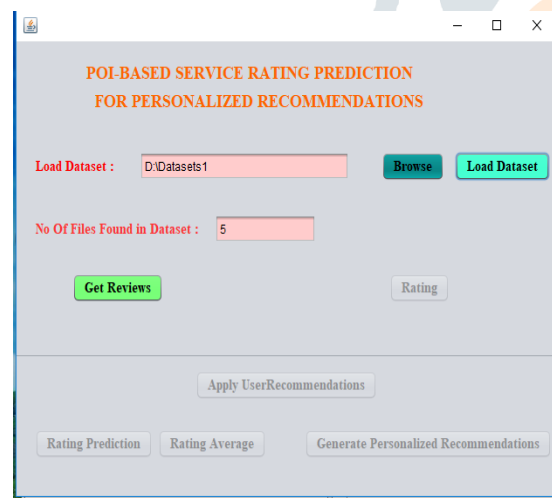 POI-BASED SERVICE RATING PREDICTION
FOR PERSONALIZED RECOMMENDATIONS
Load Dataset : D:\Datasets1 Browse Load Dataset
No Of Files Found in Dataset : 5
Get Reviews Rating
Apply UserRecommendations
Rating Prediction Rating Average Generate Personalized Recommendations